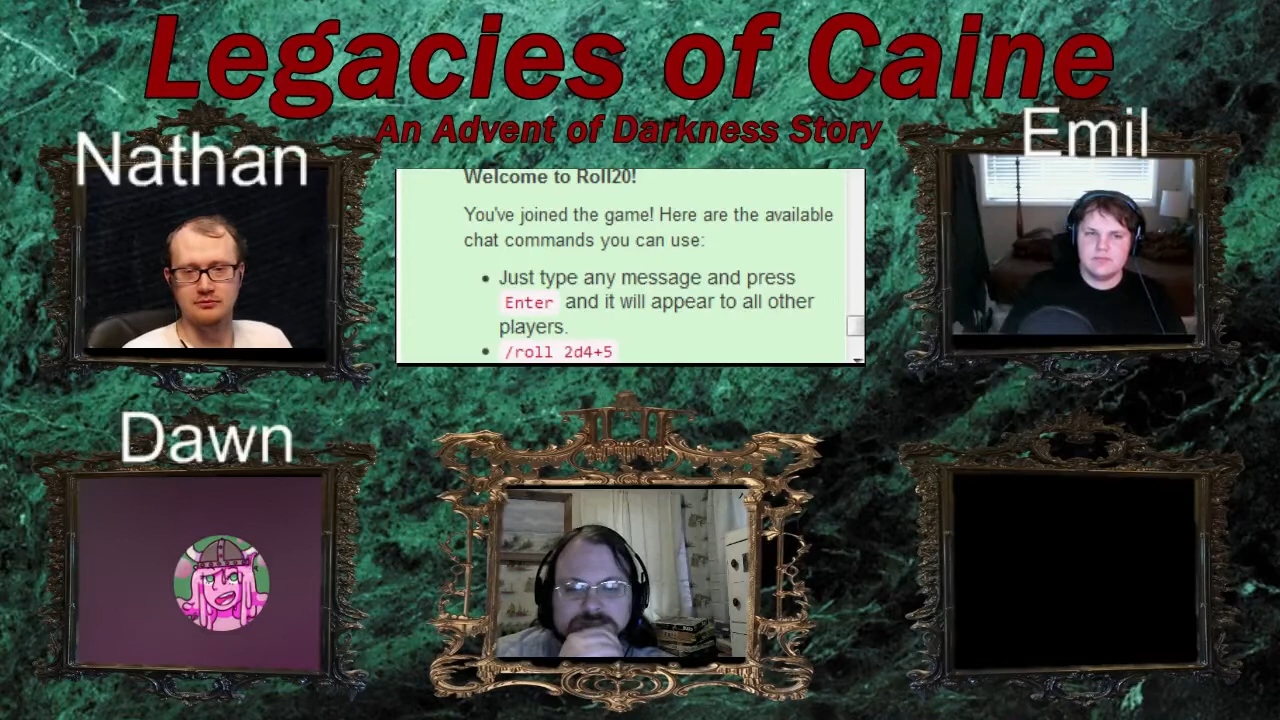 Legacies of Caine
An Advent of Darkness Story
Nathan
Emil
Welcome to Roll20!
You've joined the game! Here are the available
chat commands you can use:
• Just type any message and press
Enter and it will appear to all other
players.
• /roll 2d4+5
Dawn